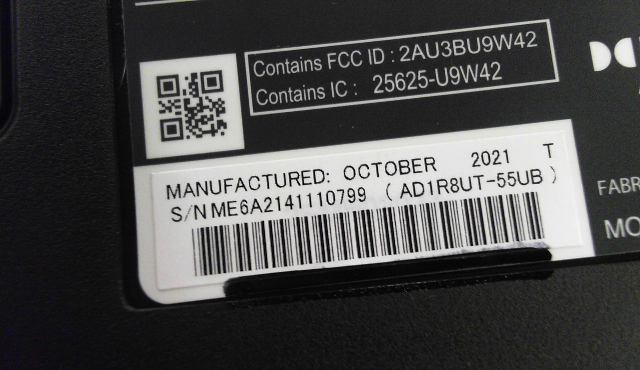 Contains FCC ID : 2AU3BU9W42
Contains IC : 25625-U9W42
MANUFACTURED: OCTOBER 2021 T
S/N ME6A2141110799 ( AD1R8UT-55UB )
FABR
MO